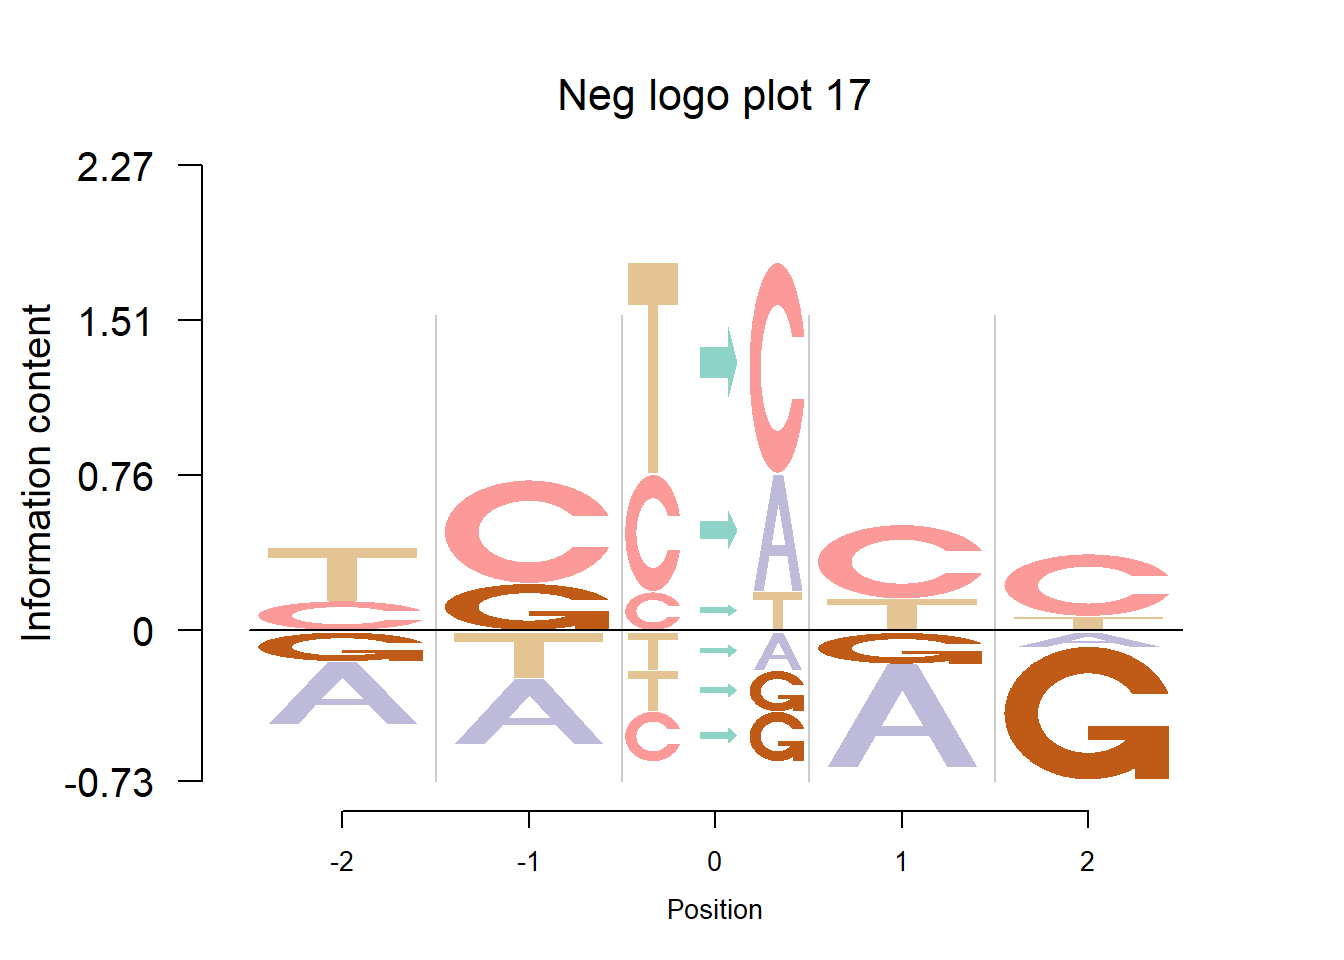 Neg logo plot 17
Information content
2.27
1.51
0.76
0
-0.73
T
C
G
A
C
G
T
A
T C
C A
C T
T A
T G
C G
C
T
G
A
C
T
A
G
-2 -1 0 1 2
Position